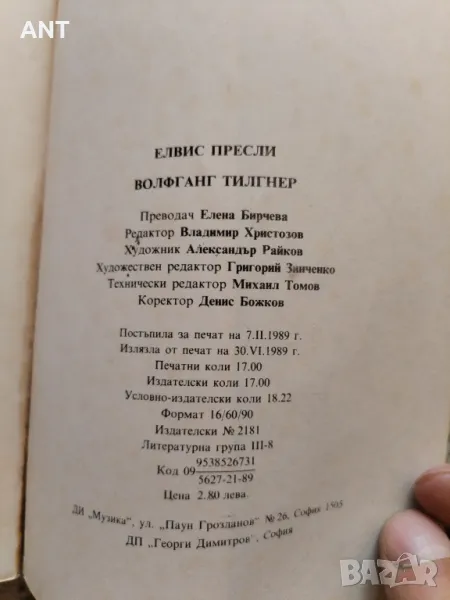 ANT
ЕЛВИС ПРЕСЛИ
ВОЛФГАНГ ТИЛГНЕР
Преводач Елена Бирчева
Редактор Владимир Христозов
Художник Александър Райков
Художествен редактор Григорий Зинченко
Технически редактор Михаил Томов
Коректор Денис Божков
Постъпила за печат на 7.II.1989 г.
Излязла от печат на 30.VI.1989 г.
Печатни коли 17.00
Издателски коли 17.00
Условно-издателски коли 18.22
Формат 16/60/90
Издателски № 2181
Литературна група III-8
Код 09 9538526731
5627-21-89
Цена 2.80 лева.
ДИ „Музика", ул. „Паун Грозданов" № 26, София 1505
ДП „Георги Димитров", София
BAZAR
bg